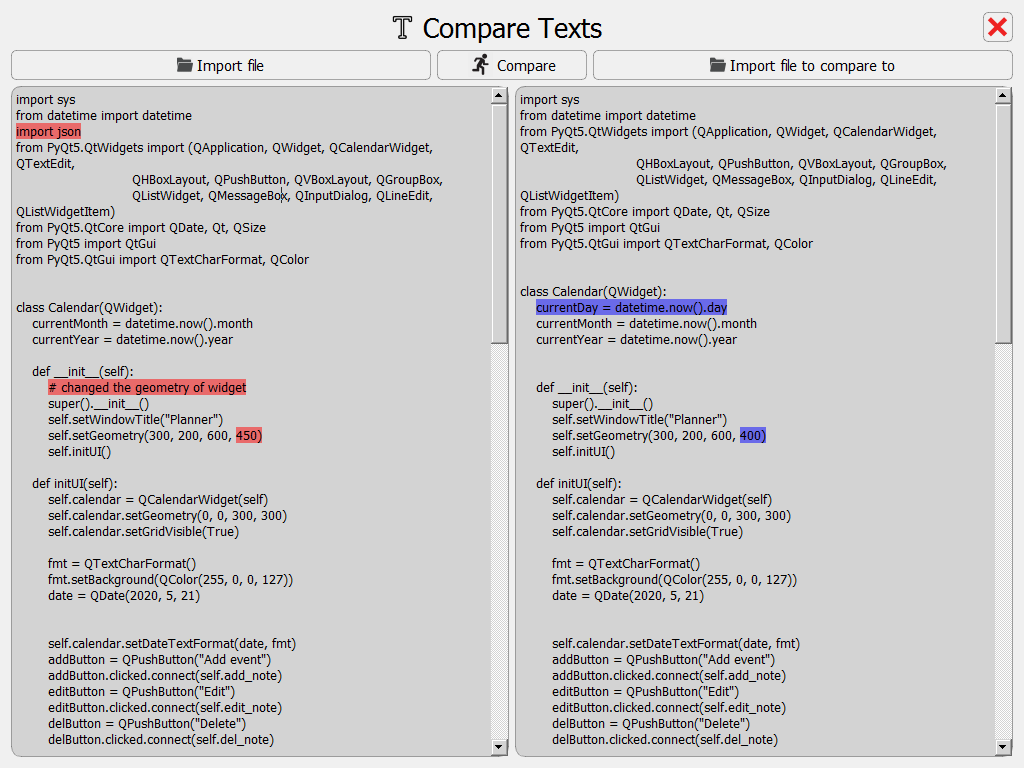 Compare Texts
Import file
Compare
Import file to compare to
import sys
from datetime import datetime
import json
from PyQt5.QtWidgets import (QApplication, QWidget, QCalendarWidget,
QTextEdit,
QHBoxLayout, QPushButton, QVBoxLayout, QGroupBox,
QListWidget, QMessageBox, QInputDialog, QLineEdit,
QListWidgetItem)
from PyQt5.QtCore import QDate, Qt, QSize
from PyQt5 import QtGui
from PyQt5.QtGui import QTextCharFormat, QColor
class Calendar(QWidget):
currentMonth = datetime.now().month
currentYear = datetime.now().year
def __init__(self):
# changed the geometry of widget
super().__init__()
self.setWindowTitle("Planner")
self.setGeometry(300, 200, 600, 450)
self.initUI()
def initUI(self):
self.calendar = QCalendarWidget(self)
self.calendar.setGeometry(0, 0, 300, 300)
self.calendar.setGridVisible(True)
fmt = QTextCharFormat()
fmt.setBackground(QColor(255, 0, 0, 127))
date = QDate(2020, 5, 21)
self.calendar.setDateTextFormat(date, fmt)
addButton = QPushButton("Add event")
addButton.clicked.connect(self.add_note)
editButton = QPushButton("Edit")
editButton.clicked.connect(self.edit_note)
delButton = QPushButton("Delete")
delButton.clicked.connect(self.del_note)
import sys
from datetime import datetime
from PyQt5.QtWidgets import (QApplication, QWidget, QCalendarWidget,
QTextEdit,
QHBoxLayout, QPushButton, QVBoxLayout, QGroupBox,
QListWidget, QMessageBox, QInputDialog, QLineEdit,
QListWidgetItem)
from PyQt5.QtCore import QDate, Qt, QSize
from PyQt5 import QtGui
from PyQt5.QtGui import QTextCharFormat, QColor
class Calendar(QWidget):
currentDay = datetime.now().day
currentMonth = datetime.now().month
currentYear = datetime.now().year
def __init__(self):
super().__init__()
self.setWindowTitle("Planner")
self.setGeometry(300, 200, 600, 400)
self.initUI()
def initUI(self):
self.calendar = QCalendarWidget(self)
self.calendar.setGeometry(0, 0, 300, 300)
self.calendar.setGridVisible(True)
fmt = QTextCharFormat()
fmt.setBackground(QColor(255, 0, 0, 127))
date = QDate(2020, 5, 21)
self.calendar.setDateTextFormat(date, fmt)
addButton = QPushButton("Add event")
addButton.clicked.connect(self.add_note)
editButton = QPushButton("Edit")
editButton.clicked.connect(self.edit_note)
delButton = QPushButton("Delete")
delButton.clicked.connect(self.del_note)